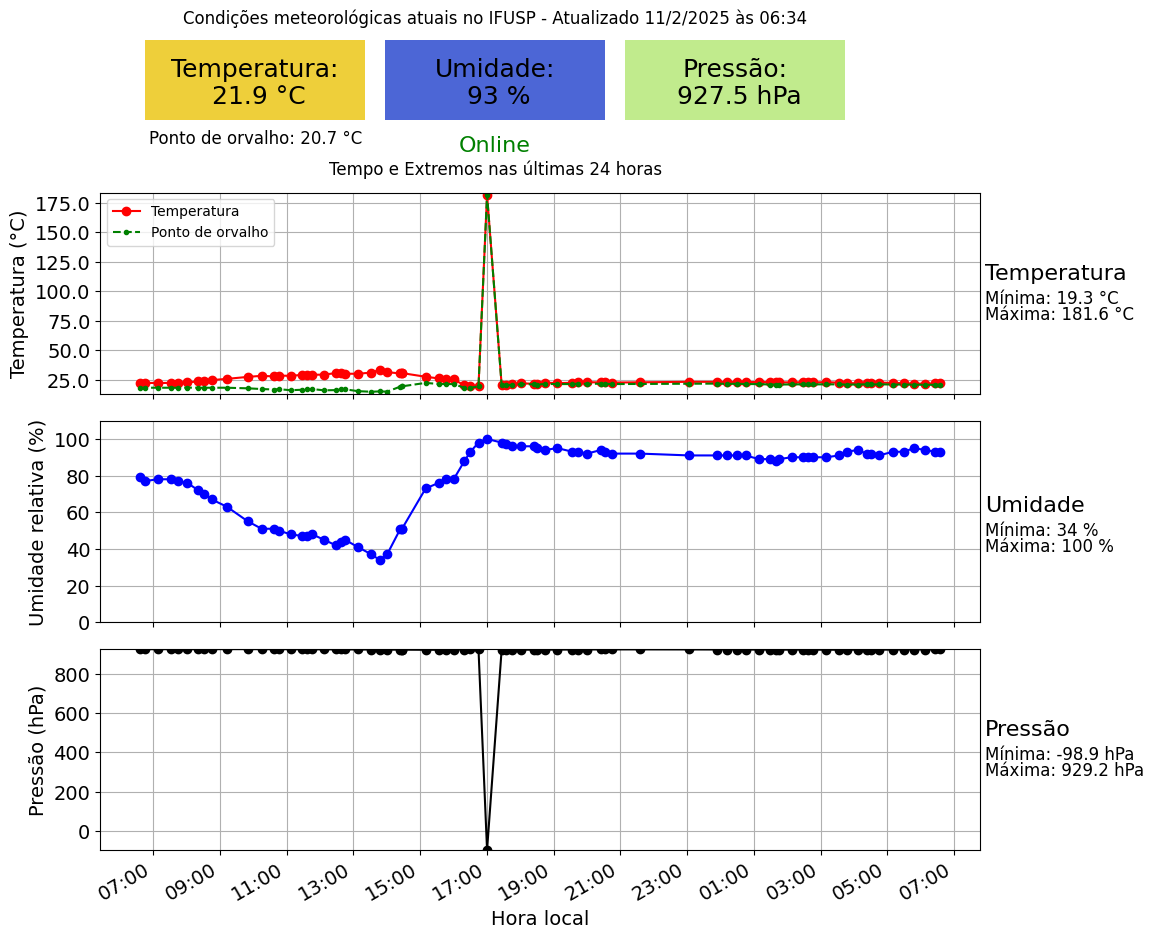 Condições meteorológicas atuais no IFUSP - Atualizado 11/2/2025 às 06:34
Temperatura:
21.9 °C
Umidade:
93 %
Pressão:
927.5 hPa
Ponto de orvalho: 20.7 °C
Online
Tempo e Extremos nas últimas 24 horas
Temperatura (°C)
175.0
150.0
125.0
100.0
75.0
50.0
25.0
Temperatura
Ponto de orvalho
Temperatura
Mínima: 19.3 °C
Máxima: 181.6 °C
Umidade relativa (%)
100
80
60
40
20
0
Umidade
Mínima: 34 %
Máxima: 100 %
Pressão (hPa)
800
600
400
200
0
Pressão
Mínima: -98.9 hPa
Máxima: 929.2 hPa
07:00 09:00 11:00 13:00 15:00 17:00 19:00 21:00 23:00 01:00 03:00 05:00 07:00
Hora local